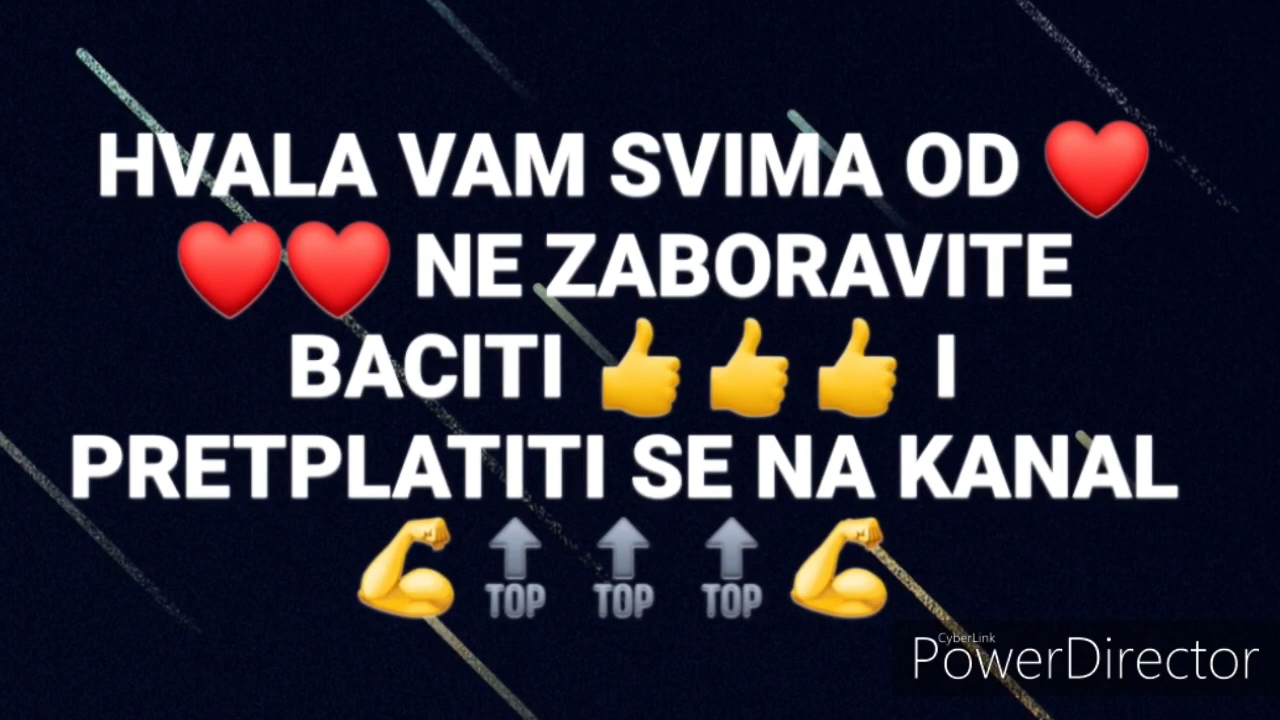 HVALA VAM SVIMA OD ❤️
❤️❤️ NE ZABORAVITE
BACITI 👍👍👍 I
PRETPLATITI SE NA KANAL
💪🔝🔝🔝💪
CyberLink
PowerDirector